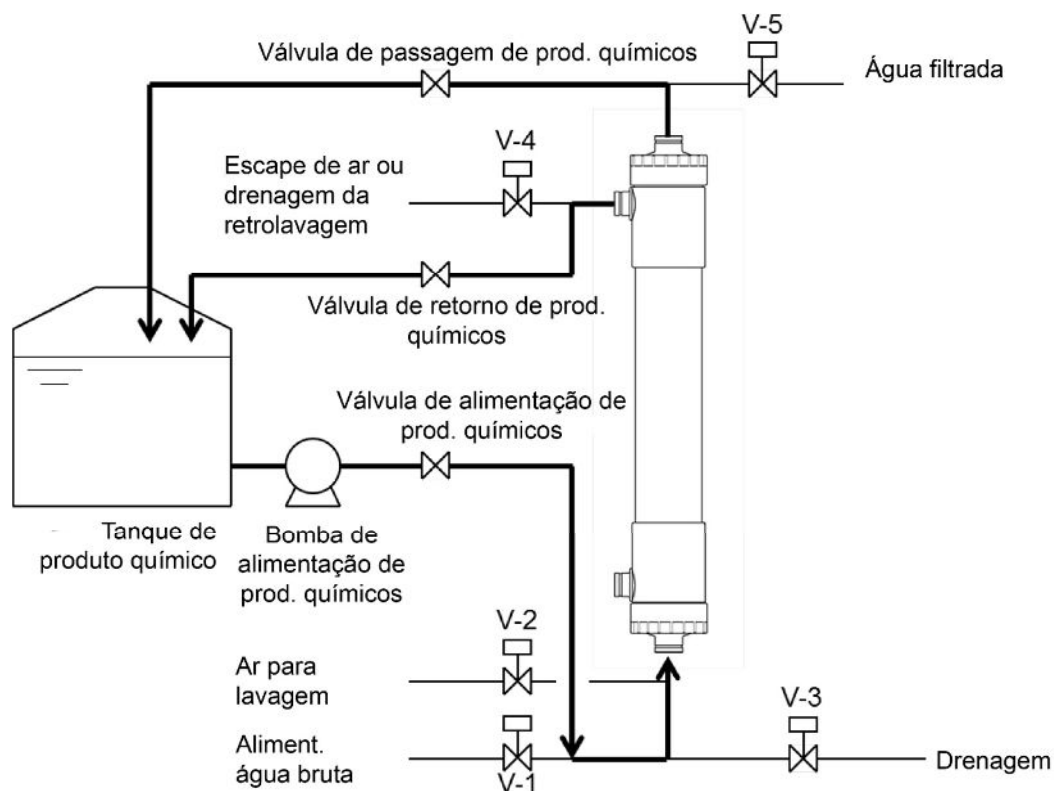 V-5
Válvula de passagem de prod. químicos
Água filtrada
V-4
Escape de ar ou
drenagem da
retrolavagem
Válvula de retorno de prod.
químicos
Válvula de alimentação de
prod. químicos
Tanque de
produto químico
Bomba de
alimentação de
prod. químicos
V-2
Ar para
lavagem
V-3
Aliment.
água bruta
V-1
Drenagem